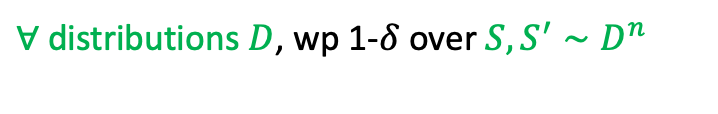 ∀ distributions 𝐷, wp 1-𝛿 over 𝑆, 𝑆′ ~ 𝐷ⁿ